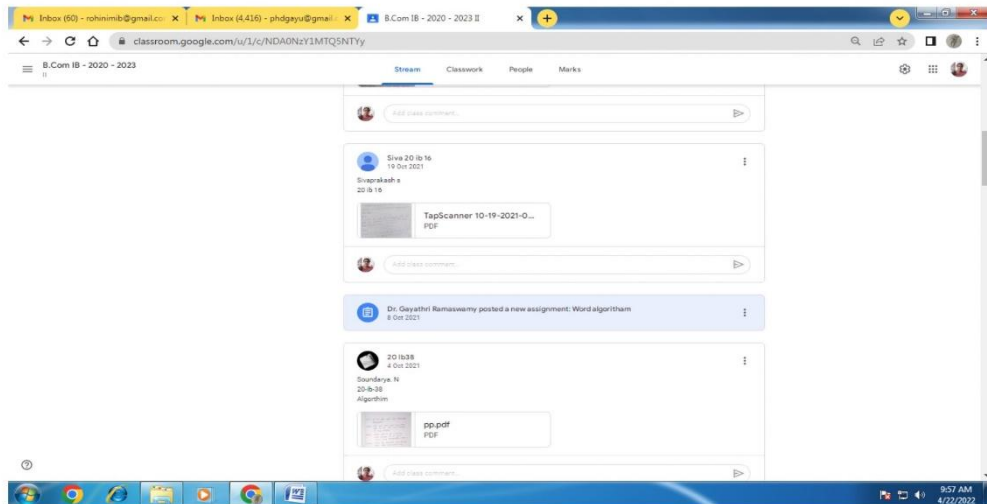 Inbox (60) - rohinimib@gmail.co
Inbox (4,416) - phdgayu@gmail.c
B.Com IB - 2020 - 2023 II
classroom.google.com/u/1/c/NDA0NzY1MTQ5NTYy
B.Com IB - 2020 - 2023
II
Stream
Classwork
People
Marks
Add class comment...
Siva 20 ib 16
19 Oct 2021
Sivaprakash s
20 ib 16
TapScanner 10-19-2021-0...
PDF
Add class comment...
Dr. Gayathri Ramaswamy posted a new assignment: Word algoritham
8 Oct 2021
20 Ib38
4 Oct 2021
Soundarya. N
20-ib-38
Algorthim
pp.pdf
PDF
Add class comment...
9:57 AM
4/22/2022